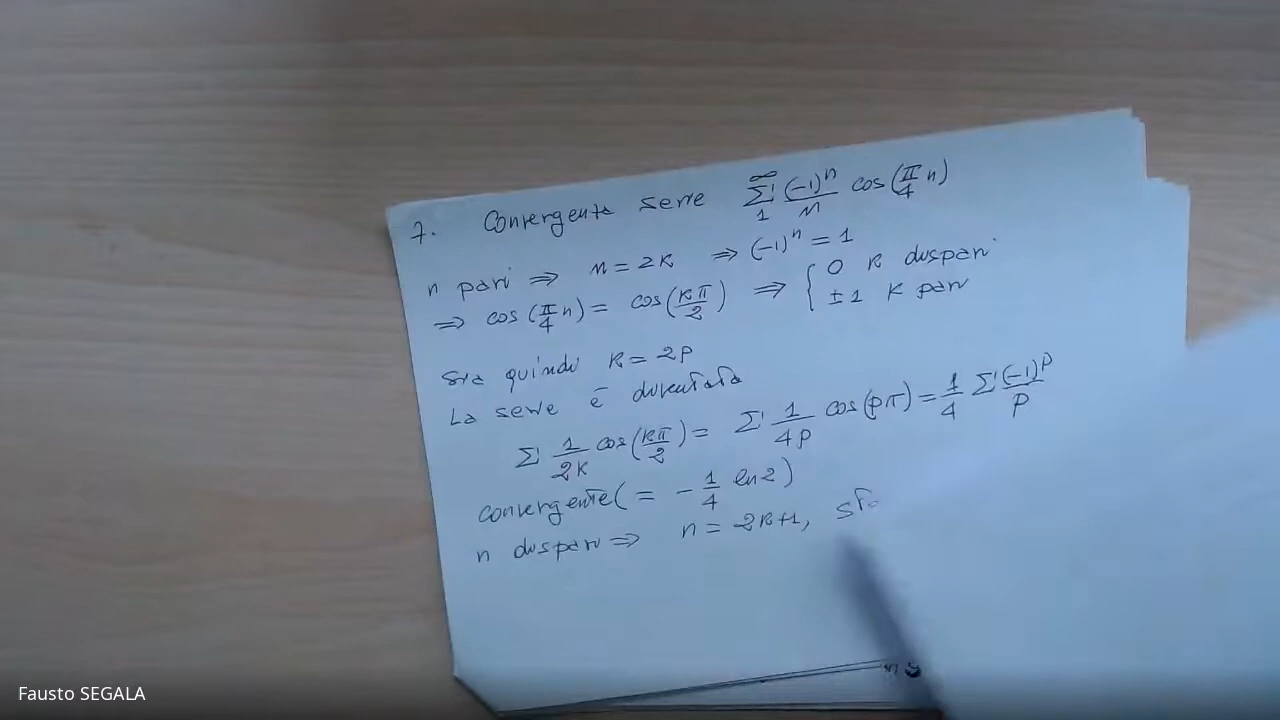 7. Convergenta serie ∑_1^∞ (-1)^n/n cos(π/4 n)
n pari ⇒ n = 2k ⇒ (-1)^n = 1
⇒ cos(π/4 n) = cos(kπ/2) ⇒ { 0 k dispari
±1 k pari
Sia quindi k = 2p
La serie è diventata
∑ 1/2k cos(kπ/2) = ∑ 1/4p cos(pπ) = 1/4 ∑ (-1)^p/p
convergente (= - 1/4 ln2)
n dispari ⇒ n = 2k+1,
Fausto SEGALA